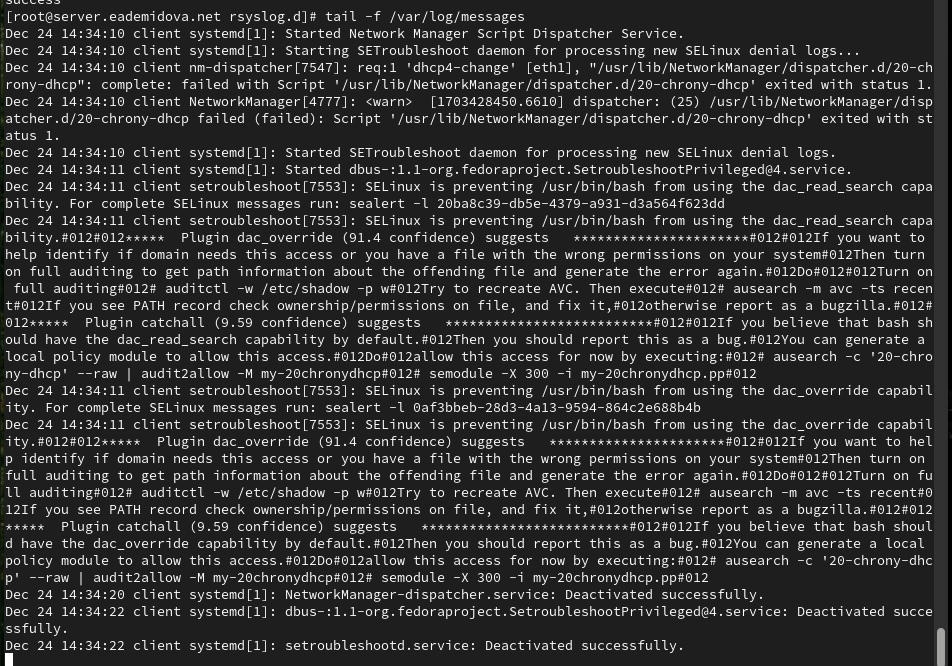 success
[root@server.eademidova.net rsyslog.d]# tail -f /var/log/messages
Dec 24 14:34:10 client systemd[1]: Started Network Manager Script Dispatcher Service.
Dec 24 14:34:10 client systemd[1]: Starting SETroubleshoot daemon for processing new SELinux denial logs...
Dec 24 14:34:10 client nm-dispatcher[7547]: req:1 'dhcp4-change' [eth1], "/usr/lib/NetworkManager/dispatcher.d/20-ch
rony-dhcp": complete: failed with Script '/usr/lib/NetworkManager/dispatcher.d/20-chrony-dhcp' exited with status 1.
Dec 24 14:34:10 client NetworkManager[4777]: <warn>  [1703428450.6610] dispatcher: (25) /usr/lib/NetworkManager/disp
atcher.d/20-chrony-dhcp failed (failed): Script '/usr/lib/NetworkManager/dispatcher.d/20-chrony-dhcp' exited with st
atus 1.
Dec 24 14:34:10 client systemd[1]: Started SETroubleshoot daemon for processing new SELinux denial logs.
Dec 24 14:34:11 client systemd[1]: Started dbus-:1.1-org.fedoraproject.SetroubleshootPrivileged@4.service.
Dec 24 14:34:11 client setroubleshoot[7553]: SELinux is preventing /usr/bin/bash from using the dac_read_search capa
bility. For complete SELinux messages run: sealert -l 20ba8c39-db5e-4379-a931-d3a564f623dd
Dec 24 14:34:11 client setroubleshoot[7553]: SELinux is preventing /usr/bin/bash from using the dac_read_search capa
bility.#012#012*****  Plugin dac_override (91.4 confidence) suggests   **********************#012#012If you want to
help identify if domain needs this access or you have a file with the wrong permissions on your system#012Then turn
on full auditing to get path information about the offending file and generate the error again.#012Do#012#012Turn on
 full auditing#012# auditctl -w /etc/shadow -p w#012Try to recreate AVC. Then execute#012# ausearch -m avc -ts recen
t#012If you see PATH record check ownership/permissions on file, and fix it,#012otherwise report as a bugzilla.#012#
012*****  Plugin catchall (9.59 confidence) suggests   **************************#012#012If you believe that bash sh
ould have the dac_read_search capability by default.#012Then you should report this as a bug.#012You can generate a
local policy module to allow this access.#012Do#012allow this access for now by executing:#012# ausearch -c '20-chro
ny-dhcp' --raw | audit2allow -M my-20chronydhcp#012# semodule -X 300 -i my-20chronydhcp.pp#012
Dec 24 14:34:11 client setroubleshoot[7553]: SELinux is preventing /usr/bin/bash from using the dac_override capabil
ity. For complete SELinux messages run: sealert -l 0af3bbeb-28d3-4a13-9594-864c2e688b4b
Dec 24 14:34:11 client setroubleshoot[7553]: SELinux is preventing /usr/bin/bash from using the dac_override capabil
ity.#012#012*****  Plugin dac_override (91.4 confidence) suggests   **********************#012#012If you want to hel
p identify if domain needs this access or you have a file with the wrong permissions on your system#012Then turn on
full auditing to get path information about the offending file and generate the error again.#012Do#012#012Turn on fu
ll auditing#012# auditctl -w /etc/shadow -p w#012Try to recreate AVC. Then execute#012# ausearch -m avc -ts recent#0
12If you see PATH record check ownership/permissions on file, and fix it,#012otherwise report as a bugzilla.#012#012
*****  Plugin catchall (9.59 confidence) suggests   **************************#012#012If you believe that bash shoul
d have the dac_override capability by default.#012Then you should report this as a bug.#012You can generate a local
policy module to allow this access.#012Do#012allow this access for now by executing:#012# ausearch -c '20-chrony-dhc
p' --raw | audit2allow -M my-20chronydhcp#012# semodule -X 300 -i my-20chronydhcp.pp#012
Dec 24 14:34:20 client systemd[1]: NetworkManager-dispatcher.service: Deactivated successfully.
Dec 24 14:34:22 client systemd[1]: dbus-:1.1-org.fedoraproject.SetroubleshootPrivileged@4.service: Deactivated succe
ssfully.
Dec 24 14:34:22 client systemd[1]: setroubleshootd.service: Deactivated successfully.